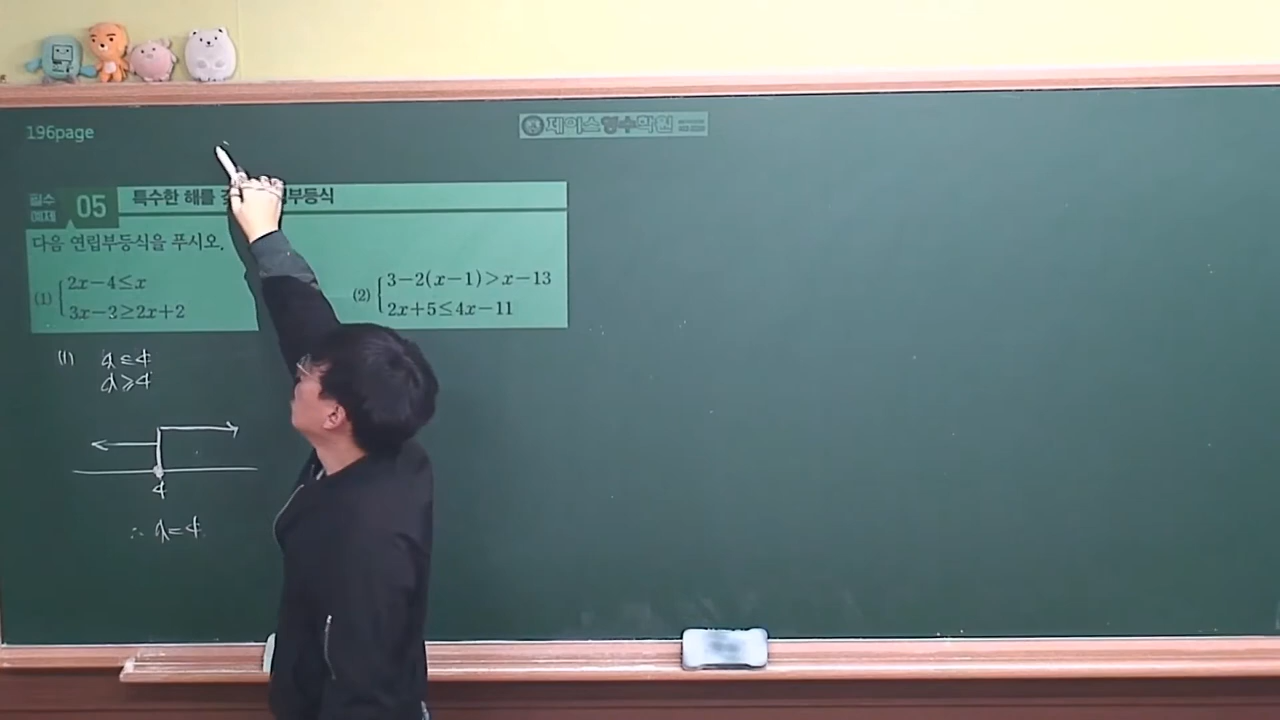 196page
제이스 영수학원
필수 예제 05 특수한 해를 부등식
다음 연립부등식을 푸시오.
(1) { 2x-4≤x
3x-3≥2x+2
(2) { 3-2(x-1)>x-13
2x+5≤4x-11
(1) x≤4
x≥4
4
∴ x=4